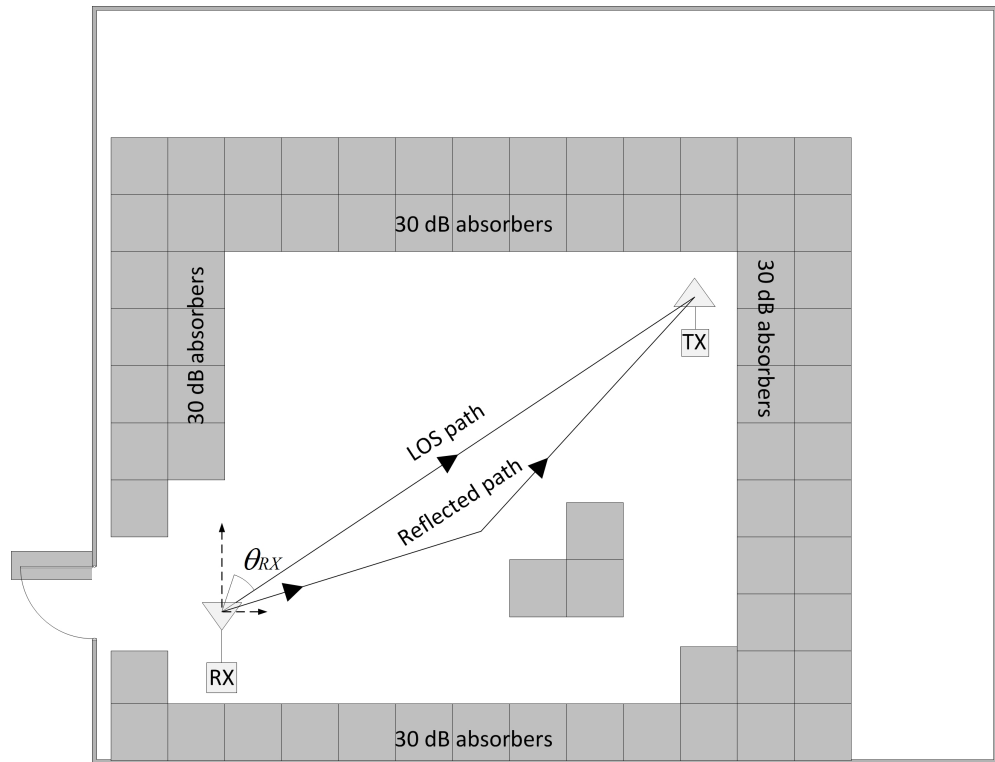 30 dB absorbers
30 dB absorbers
30 dB absorbers
TX
LOS path
Reflected path
θRX
RX
30 dB absorbers